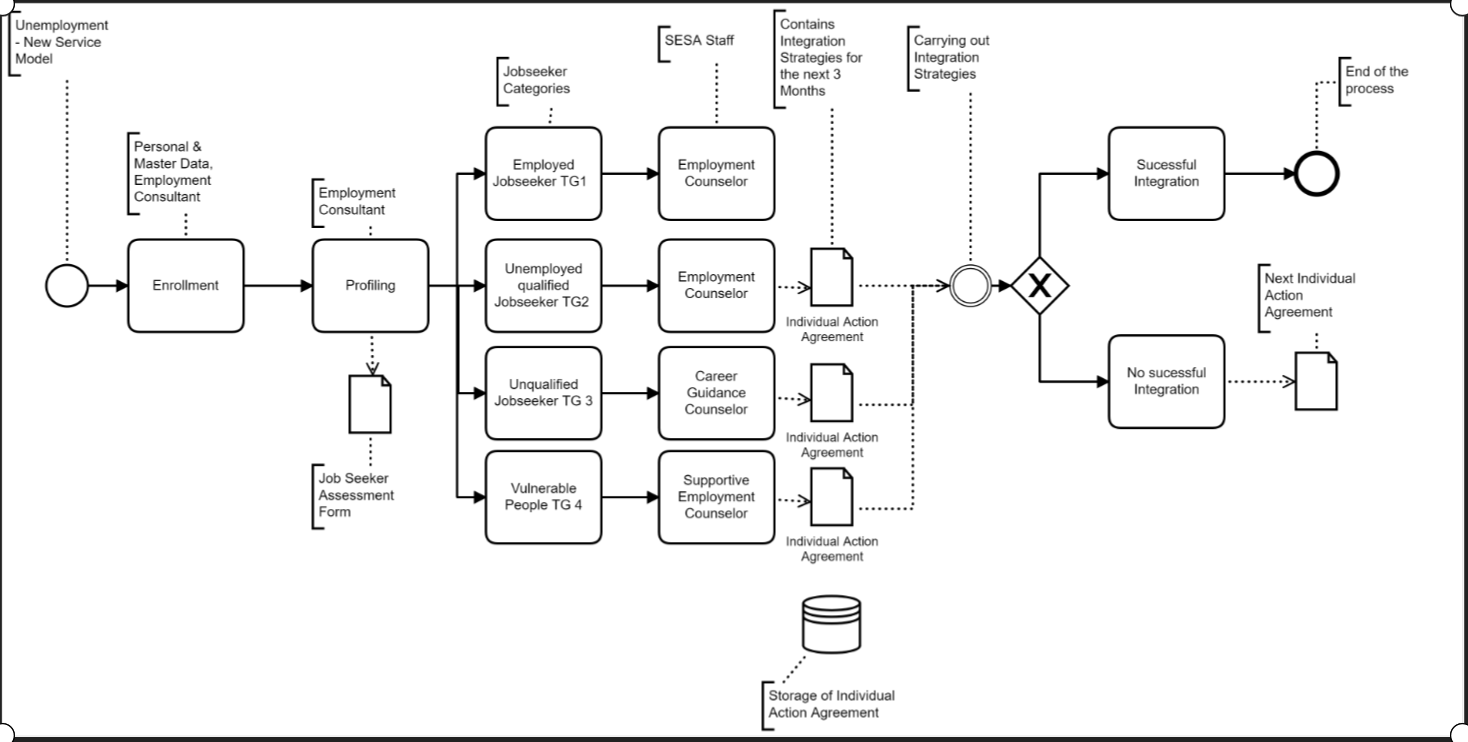 Unemployment
- New Service
Model
Personal &
Master Data,
Employment
Consultant
Enrollment
Employment
Consultant
Profiling
Job Seeker
Assessment
Form
Jobseeker
Categories
Employed
Jobseeker TG1
Unemployed
qualified
Jobseeker TG2
Unqualified
Jobseeker TG 3
Vulnerable
People TG 4
SESA Staff
Employment
Counselor
Employment
Counselor
Career
Guidance
Counselor
Supportive
Employment
Counselor
Contains
Integration
Strategies for
the next 3
Months
Individual Action
Agreement
Individual Action
Agreement
Individual Action
Agreement
Storage of Individual
Action Agreement
Carrying out
Integration
Strategies
X
Sucessful
Integration
End of the
process
No sucessful
Integration
Next Individual
Action
Agreement